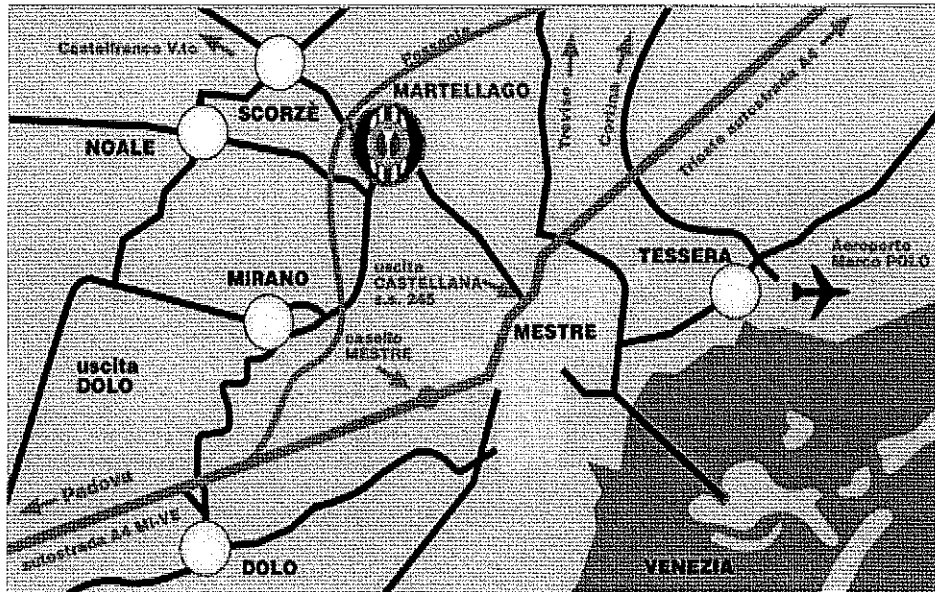 Castelfranco V.to
SCORZÈ
NOALE
Passante
MARTELLAGO
Treviso
Cortina
Trieste autostrada A4
TESSERA
Aeroporto
Marco POLO
MIRANO
uscita
CASTELLANA
s.s. 245
casello
MESTRE
MESTRE
uscita
DOLO
Padova
autostrada A4 MI-VE
DOLO
VENEZIA